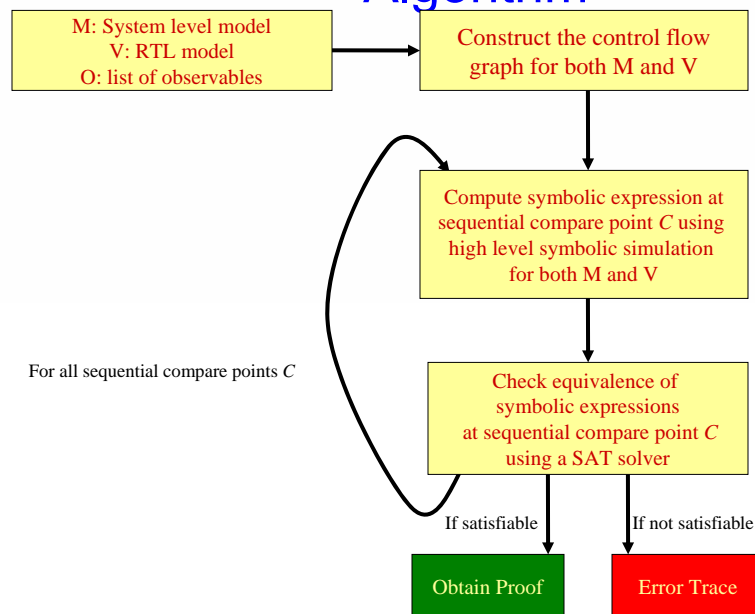 Algorithm
M: System level model
V: RTL model
O: list of observables
Construct the control flow
graph for both M and V
Compute symbolic expression at
sequential compare point C using
high level symbolic simulation
for both M and V
For all sequential compare points C
Check equivalence of
symbolic expressions
at sequential compare point C
using a SAT solver
If satisfiable
If not satisfiable
Obtain Proof
Error Trace